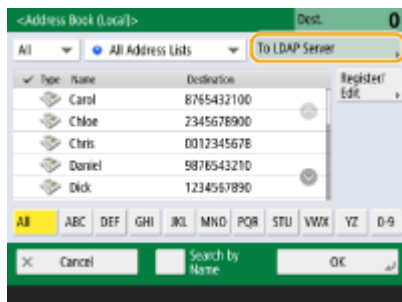 <Address Book (Local)> Dest. 0
All All Address Lists To LDAP Server
Type Name Destination
Register/
Edit
Carol 8765432100
Chloe 2345678900
Chris 0012345678
Daniel 9876543210
Dick 1234567890
All ABC DEF GHI JKL MNO PQR STU VWX YZ 0-9
Cancel
Search by
Name
OK